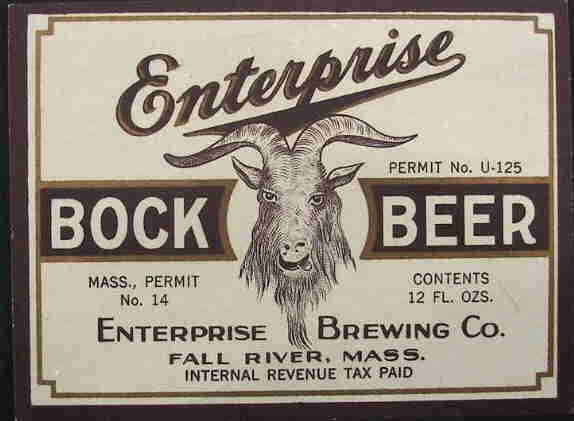 Enterprise
PERMIT No. U-125
BOCK BEER
MASS., PERMIT
No. 14
CONTENTS
12 FL. OZS.
ENTERPRISE BREWING CO.
FALL RIVER, MASS.
INTERNAL REVENUE TAX PAID